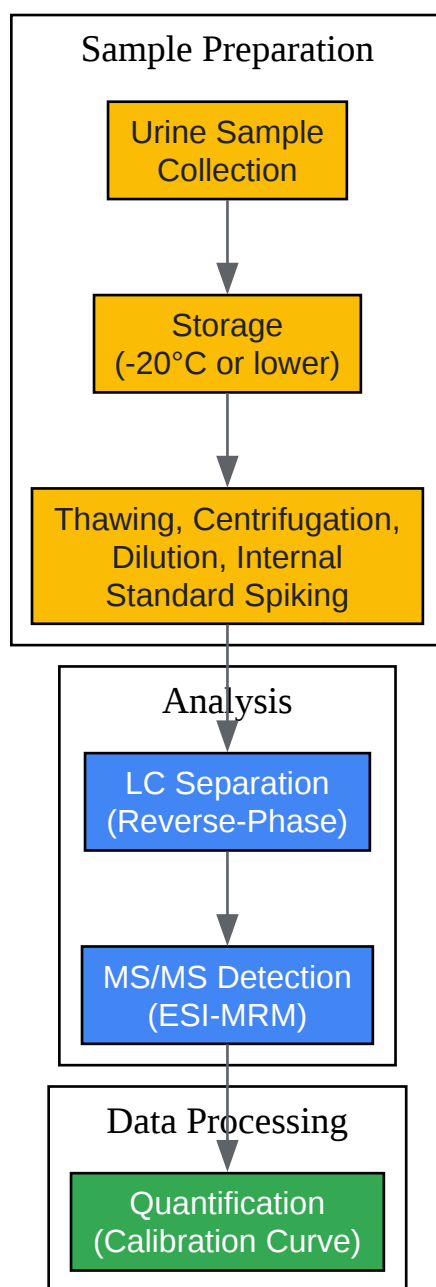 Sample Preparation
Urine Sample
Collection
Storage
(-20°C or lower)
Thawing, Centrifugation,
Dilution, Internal
Standard Spiking
Analysis
LC Separation
(Reverse-Phase)
MS/MS Detection
(ESI-MRM)
Data Processing
Quantification
(Calibration Curve)